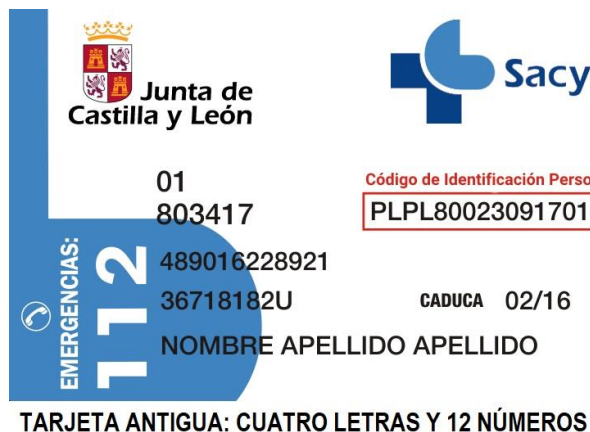 Junta de
Castilla y León
Sacy
01
803417
Código de Identificación Perso
PLPL80023091701
489016228921
36718182U
CADUCA 02/16
NOMBRE APELLIDO APELLIDO
EMERGENCIAS:
112
TARJETA ANTIGUA: CUATRO LETRAS Y 12 NÚMEROS